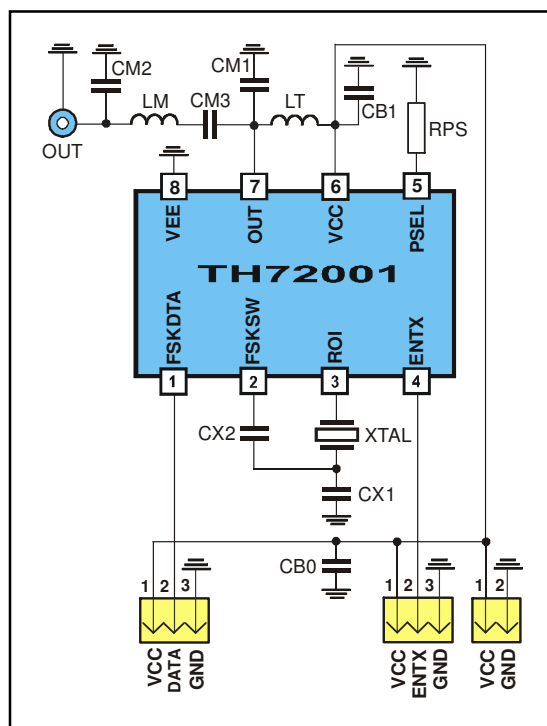 CM2
CM1
LM
CM3
LT
CB1
RPS
OUT
8
7
6
5
VEE
OUT
VCC
PSEL
TH72001
FSKDTA
FSKSW
ROI
ENTX
1
2
3
4
CX2
XTAL
CX1
CB0
1 2 3
1 2 3
1 2
VCC
DATA
GND
VCC
ENTX
GND
VCC
GND